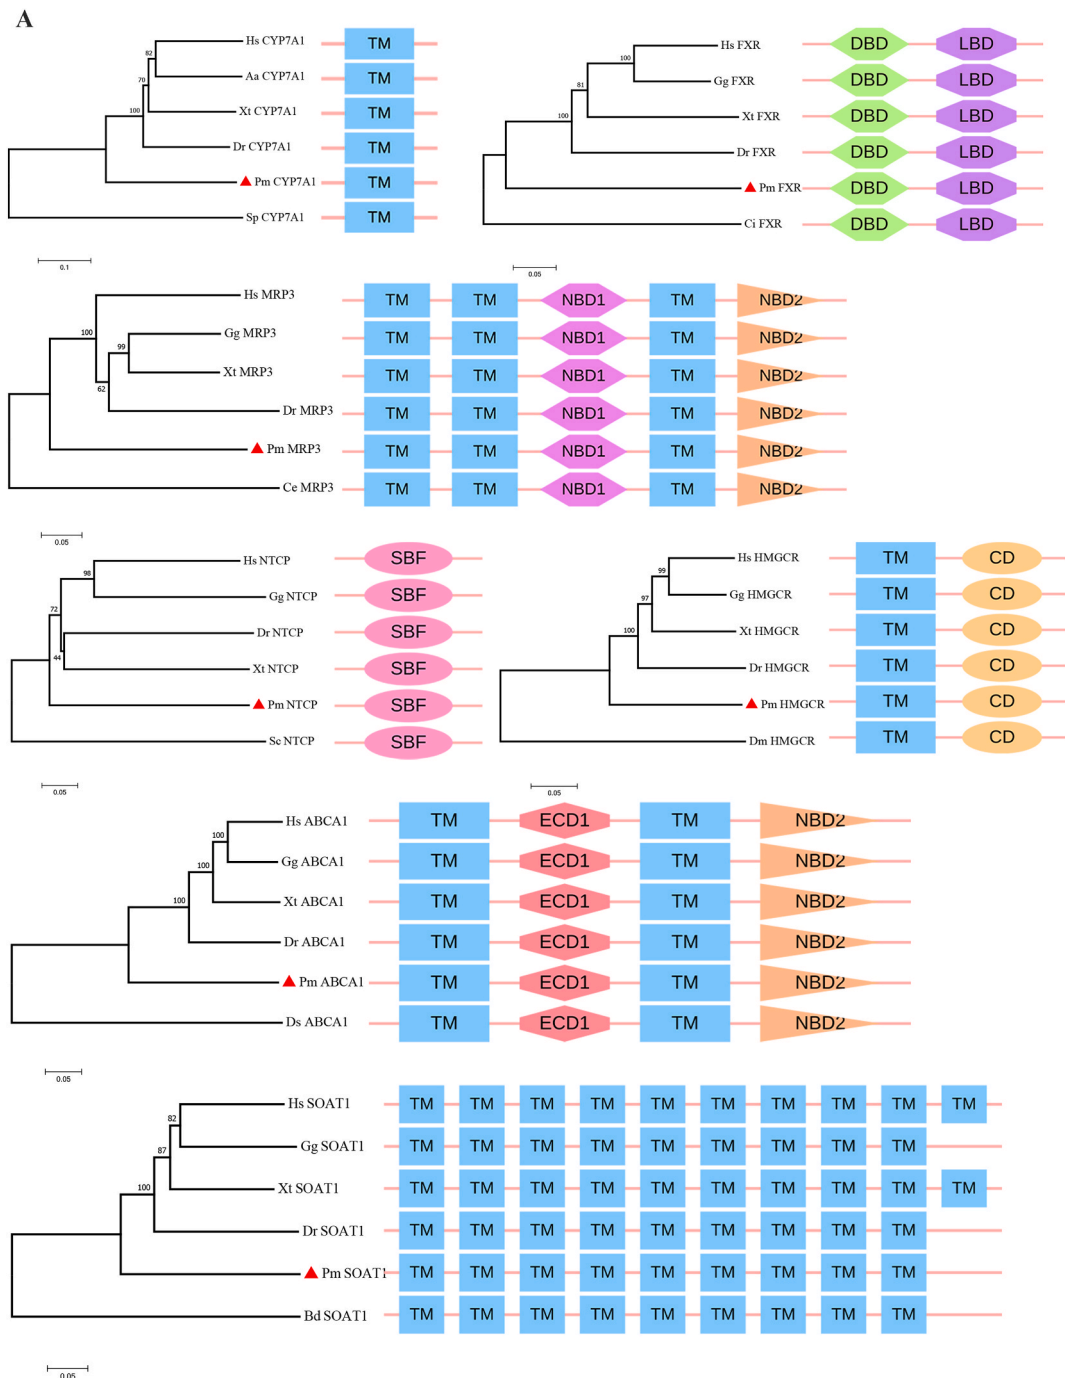 A
Hs CYP7A1 TM
82
Aa CYP7A1 TM
70
Xt CYP7A1 TM
100
Dr CYP7A1 TM
Pm CYP7A1 TM
Sp CYP7A1 TM
0.1
Hs FXR DBD LBD
100
Gg FXR DBD LBD
81
Xt FXR DBD LBD
100
Dr FXR DBD LBD
Pm FXR DBD LBD
Ci FXR DBD LBD
0.05
Hs MRP3 TM TM NBD1 TM NBD2
100
Gg MRP3 TM TM NBD1 TM NBD2
99
Xt MRP3 TM TM NBD1 TM NBD2
62
Dr MRP3 TM TM NBD1 TM NBD2
Pm MRP3 TM TM NBD1 TM NBD2
Ce MRP3 TM TM NBD1 TM NBD2
0.05
Hs NTCP SBF
98
Gg NTCP SBF
72
Dr NTCP SBF
44
Xt NTCP SBF
Pm NTCP SBF
Sc NTCP SBF
0.05
Hs HMGCR TM CD
99
Gg HMGCR TM CD
97
Xt HMGCR TM CD
100
Dr HMGCR TM CD
Pm HMGCR TM CD
Dm HMGCR TM CD
0.05
Hs ABCA1 TM ECD1 TM NBD2
100
Gg ABCA1 TM ECD1 TM NBD2
100
Xt ABCA1 TM ECD1 TM NBD2
100
Dr ABCA1 TM ECD1 TM NBD2
Pm ABCA1 TM ECD1 TM NBD2
Ds ABCA1 TM ECD1 TM NBD2
0.05
Hs SOAT1 TM TM TM TM TM TM TM TM TM TM
82
Gg SOAT1 TM TM TM TM TM TM TM TM TM
87
Xt SOAT1 TM TM TM TM TM TM TM TM TM TM
100
Dr SOAT1 TM TM TM TM TM TM TM TM TM
Pm SOAT1 TM TM TM TM TM TM TM TM TM
Bd SOAT1 TM TM TM TM TM TM TM TM TM
0.05